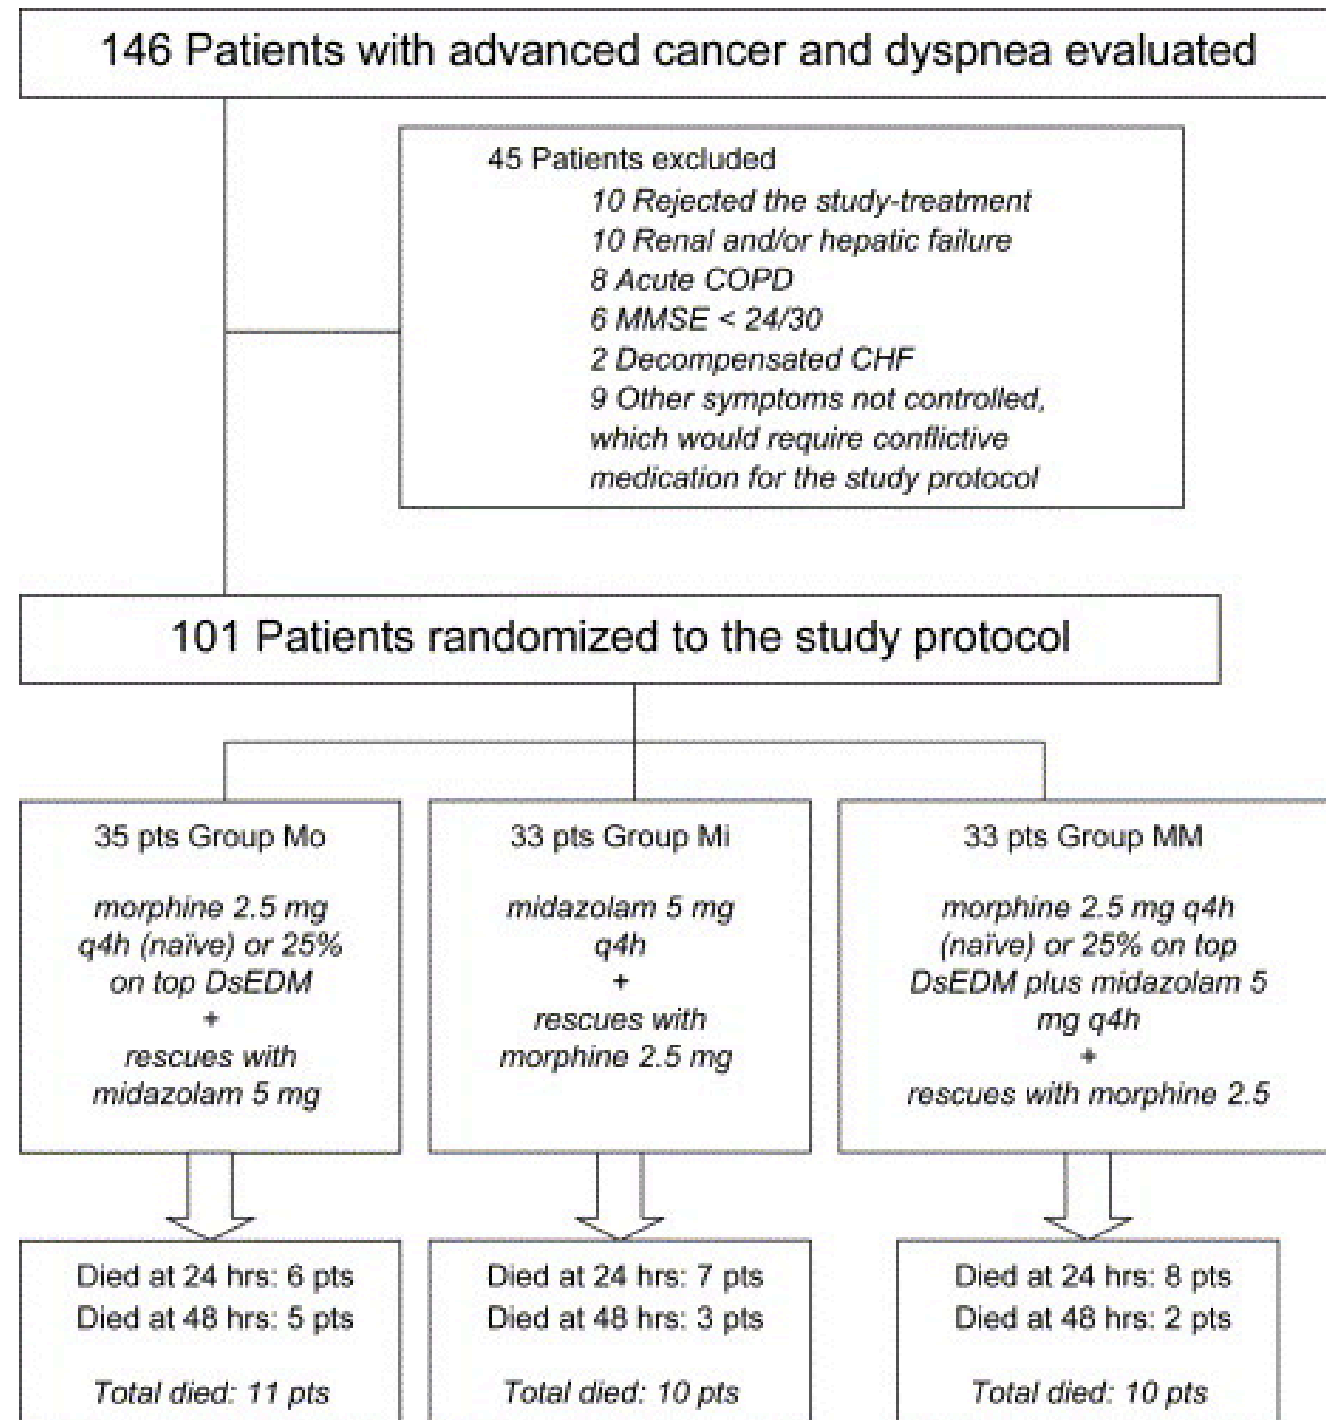 146 Patients with advanced cancer and dyspnea evaluated
45 Patients excluded
10 Rejected the study-treatment
10 Renal and/or hepatic failure
8 Acute COPD
6 MMSE < 24/30
2 Decompensated CHF
9 Other symptoms not controlled,
which would require conflictive
medication for the study protocol
101 Patients randomized to the study protocol
35 pts Group Mo
morphine 2.5 mg
q4h (naïve) or 25%
on top DsEDM
+
rescues with
midazolam 5 mg
33 pts Group Mi
midazolam 5 mg
q4h
+
rescues with
morphine 2.5 mg
33 pts Group MM
morphine 2.5 mg q4h
(naïve) or 25% on top
DsEDM plus midazolam 5
mg q4h
+
rescues with morphine 2.5
Died at 24 hrs: 6 pts
Died at 48 hrs: 5 pts
Total died: 11 pts
Died at 24 hrs: 7 pts
Died at 48 hrs: 3 pts
Total died: 10 pts
Died at 24 hrs: 8 pts
Died at 48 hrs: 2 pts
Total died: 10 pts